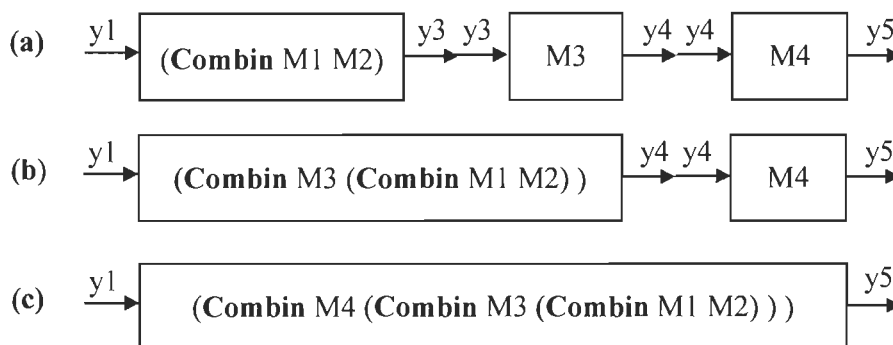 y1 y3 y3 y4 y4 y5
(a) (Combin M1 M2) M3 M4
y1 y4 y4 y5
(b) (Combin M3 (Combin M1 M2) ) M4
y1 y5
(c) (Combin M4 (Combin M3 (Combin M1 M2) ) )